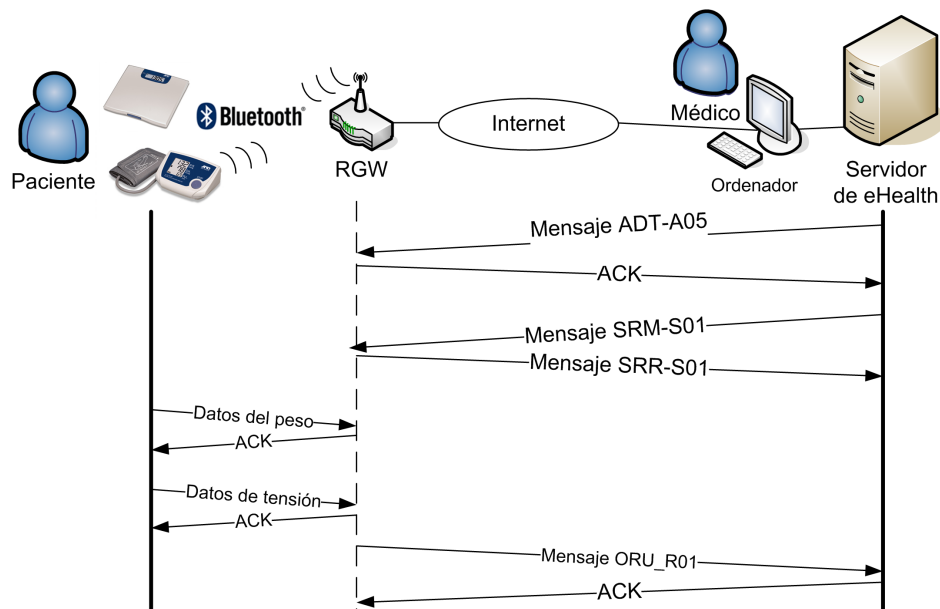 Bluetooth
Médico
Internet
RGW
Paciente
Ordenador
Servidor
de eHealth
Mensaje ADT-A05
ACK
Mensaje SRM-S01
Mensaje SRR-S01
Datos del peso
ACK
Datos de tensión
ACK
Mensaje ORU_R01
ACK